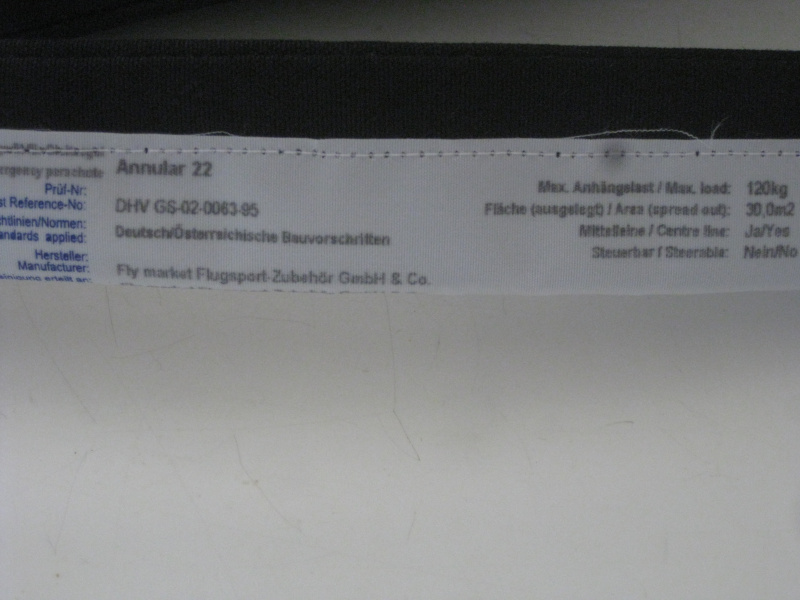 ergency parachute Annular 22
Prüf-Nr:
st Reference-No: DHV GS-02-0063-95
chtlinien/Normen:
andards applied: Deutsch/Österreichische Bauvorschriften
Hersteller:
Manufacturer: Fly market Flugsport-Zubehör GmbH & Co.
Max. Anhängelast / Max. load: 120kg
Fläche (ausgelegt) / Area (spread out): 30,0m2
Mittelleine / Centre line: Ja/Yes
Steuerbar / Steerable: Nein/No